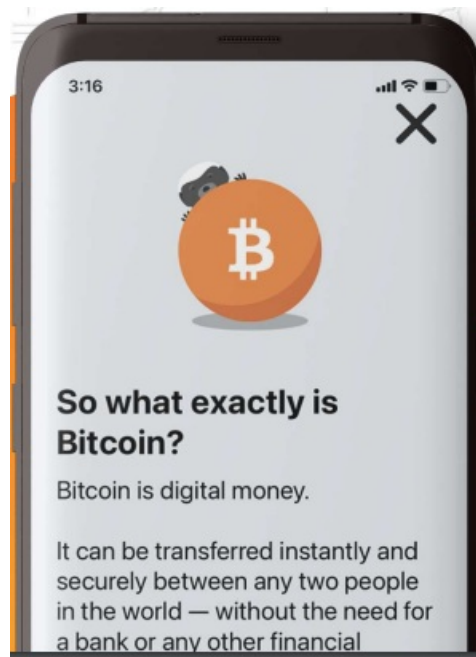 3:16
So what exactly is
Bitcoin?
Bitcoin is digital money.
It can be transferred instantly and
securely between any two people
in the world — without the need for
a bank or any other financial